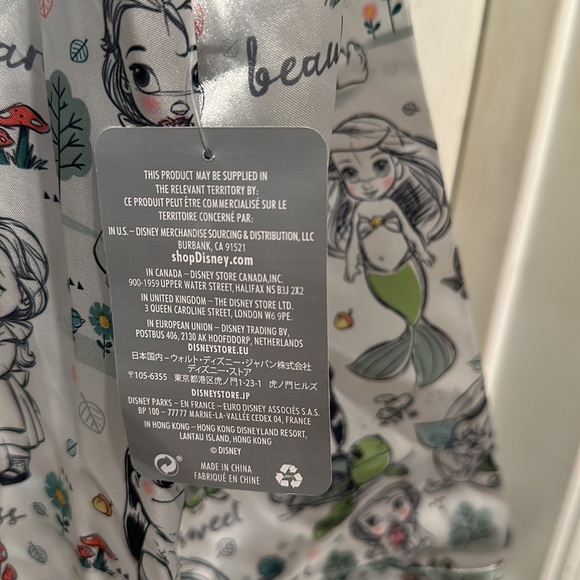 beau
THIS PRODUCT MAY BE SUPPLIED IN
THE RELEVANT TERRITORY BY:
CE PRODUIT PEUT ÊTRE COMMERCIALISÉ SUR LE
TERRITOIRE CONCERNÉ PAR:
IN U.S. – DISNEY MERCHANDISE SOURCING & DISTRIBUTION, LLC
BURBANK, CA 91521
shopDisney.com
IN CANADA – DISNEY STORE CANADA,INC.
900-1959 UPPER WATER STREET, HALIFAX NS B3J 2X2
IN UNITED KINGDOM – THE DISNEY STORE LTD.
3 QUEEN CAROLINE STREET, LONDON W6 9PE.
IN EUROPEAN UNION – DISNEY TRADING BV,
POSTBUS 406, 2130 AK HOOFDDORP, NETHERLANDS
DISNEYSTORE.EU
日本国内–ウォルト・ディズニー・ジャパン株式会社
ディズニー・ストア
〒105-6355 東京都港区虎ノ門1-23-1 虎ノ門ヒルズ
DISNEYSTORE.JP
DISNEY PARKS – EN FRANCE – EURO DISNEY ASSOCIÉS S.A.S.
BP 100 – 77777 MARNE-LA-VALLÉE CEDEX 04, FRANCE
IN HONG KONG – HONG KONG DISNEYLAND RESORT,
LANTAU ISLAND, HONG KONG
© DISNEY
MADE IN CHINA
FABRIQUÉ EN CHINE
sweet